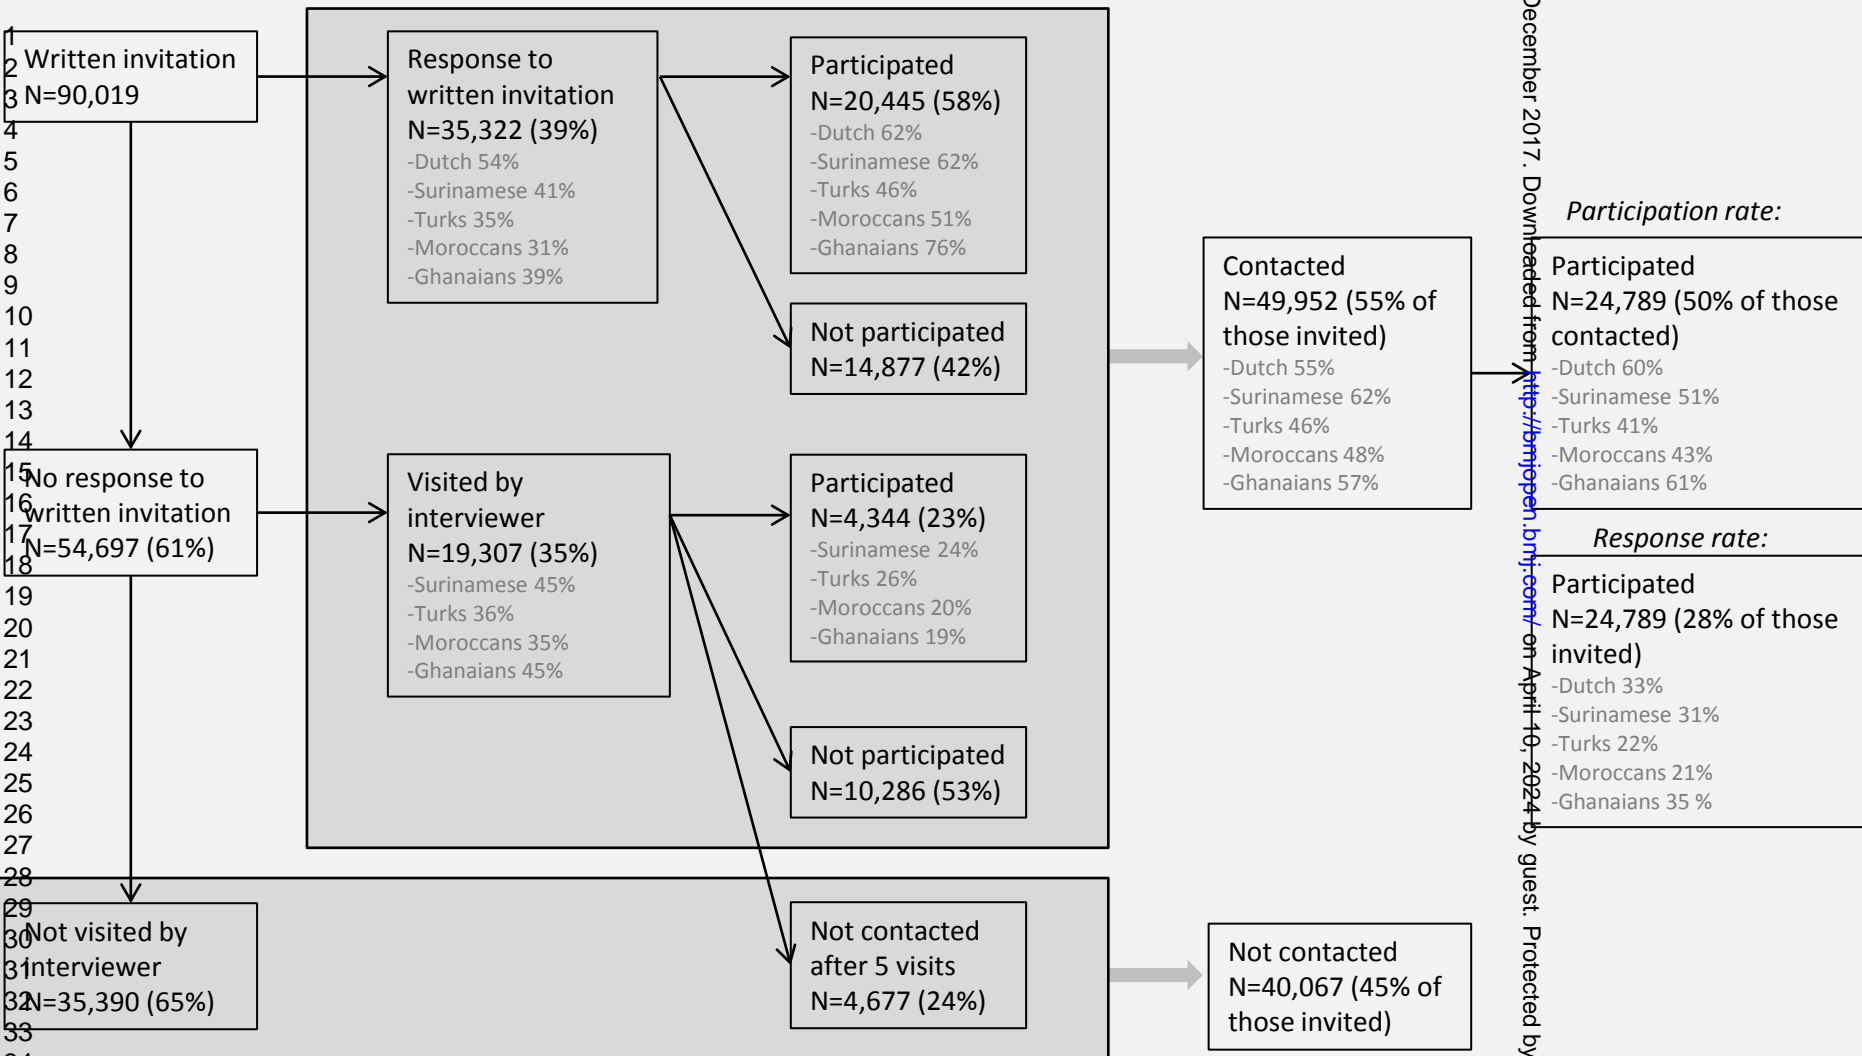 1
2
3
4
5
6
7
8
9
10
11
12
13
14
15
16
17
18
19
20
21
22
23
24
25
26
27
28
29
30
31
32
33
Written invitation
N=90,019
No response to
written invitation
N=54,697 (61%)
Not visited by
interviewer
N=35,390 (65%)
Response to
written invitation
N=35,322 (39%)
-Dutch 54%
-Surinamese 41%
-Turks 35%
-Moroccans 31%
-Ghanaians 39%
Visited by
interviewer
N=19,307 (35%)
-Surinamese 45%
-Turks 36%
-Moroccans 35%
-Ghanaians 45%
Participated
N=20,445 (58%)
-Dutch 62%
-Surinamese 62%
-Turks 46%
-Moroccans 51%
-Ghanaians 76%
Not participated
N=14,877 (42%)
Participated
N=4,344 (23%)
-Surinamese 24%
-Turks 26%
-Moroccans 20%
-Ghanaians 19%
Not participated
N=10,286 (53%)
Not contacted
after 5 visits
N=4,677 (24%)
Contacted
N=49,952 (55% of
those invited)
-Dutch 55%
-Surinamese 62%
-Turks 46%
-Moroccans 48%
-Ghanaians 57%
Not contacted
N=40,067 (45% of
those invited)
Participation rate:
Participated
N=24,789 (50% of those
contacted)
-Dutch 60%
-Surinamese 51%
-Turks 41%
-Moroccans 43%
-Ghanaians 61%
Response rate:
Participated
N=24,789 (28% of those
invited)
-Dutch 33%
-Surinamese 31%
-Turks 22%
-Moroccans 21%
-Ghanaians 35 %
December 2017. Downloaded from http://bmjopen.bmj.com/ on April 10, 2024 by guest. Protected by